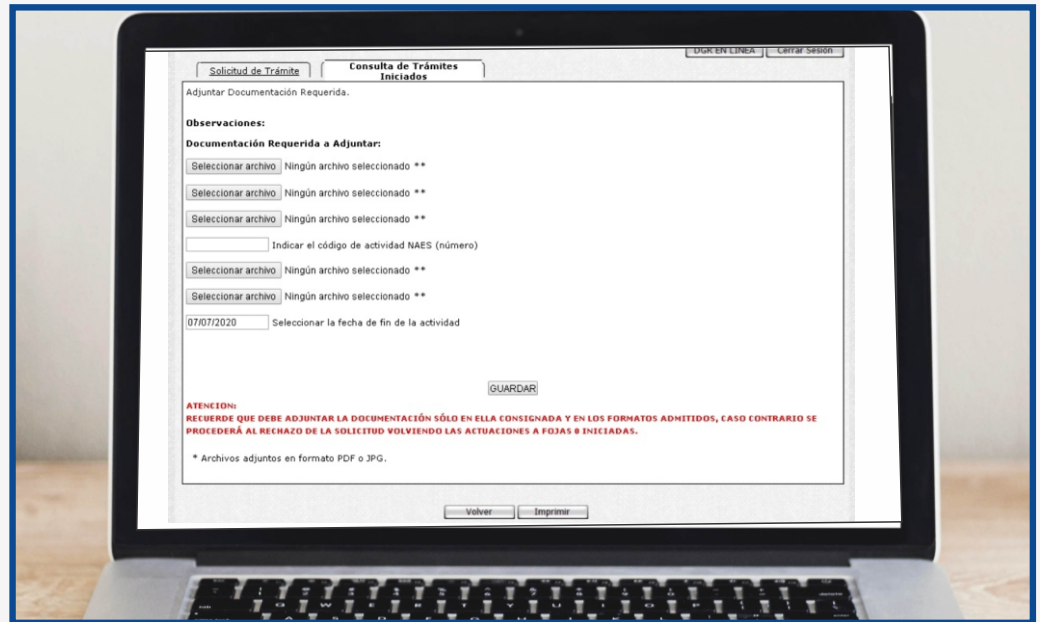 DGR EN LINEA Cerrar Sesión
Solicitud de Trámite Consulta de Trámites
Iniciados
Adjuntar Documentación Requerida.
Observaciones:
Documentación Requerida a Adjuntar:
Seleccionar archivo Ningún archivo seleccionado **
Seleccionar archivo Ningún archivo seleccionado **
Seleccionar archivo Ningún archivo seleccionado **
Indicar el código de actividad NAES (número)
Seleccionar archivo Ningún archivo seleccionado **
Seleccionar archivo Ningún archivo seleccionado **
07/07/2020 Seleccionar la fecha de fin de la actividad
GUARDAR
ATENCION:
RECUERDE QUE DEBE ADJUNTAR LA DOCUMENTACIÓN SÓLO EN ELLA CONSIGNADA Y EN LOS FORMATOS ADMITIDOS, CASO CONTRARIO SE
PROCEDERÁ AL RECHAZO DE LA SOLICITUD VOLVIENDO LAS ACTUACIONES A FOJAS 0 INICIADAS.
* Archivos adjuntos en formato PDF o JPG.
Volver Imprimir